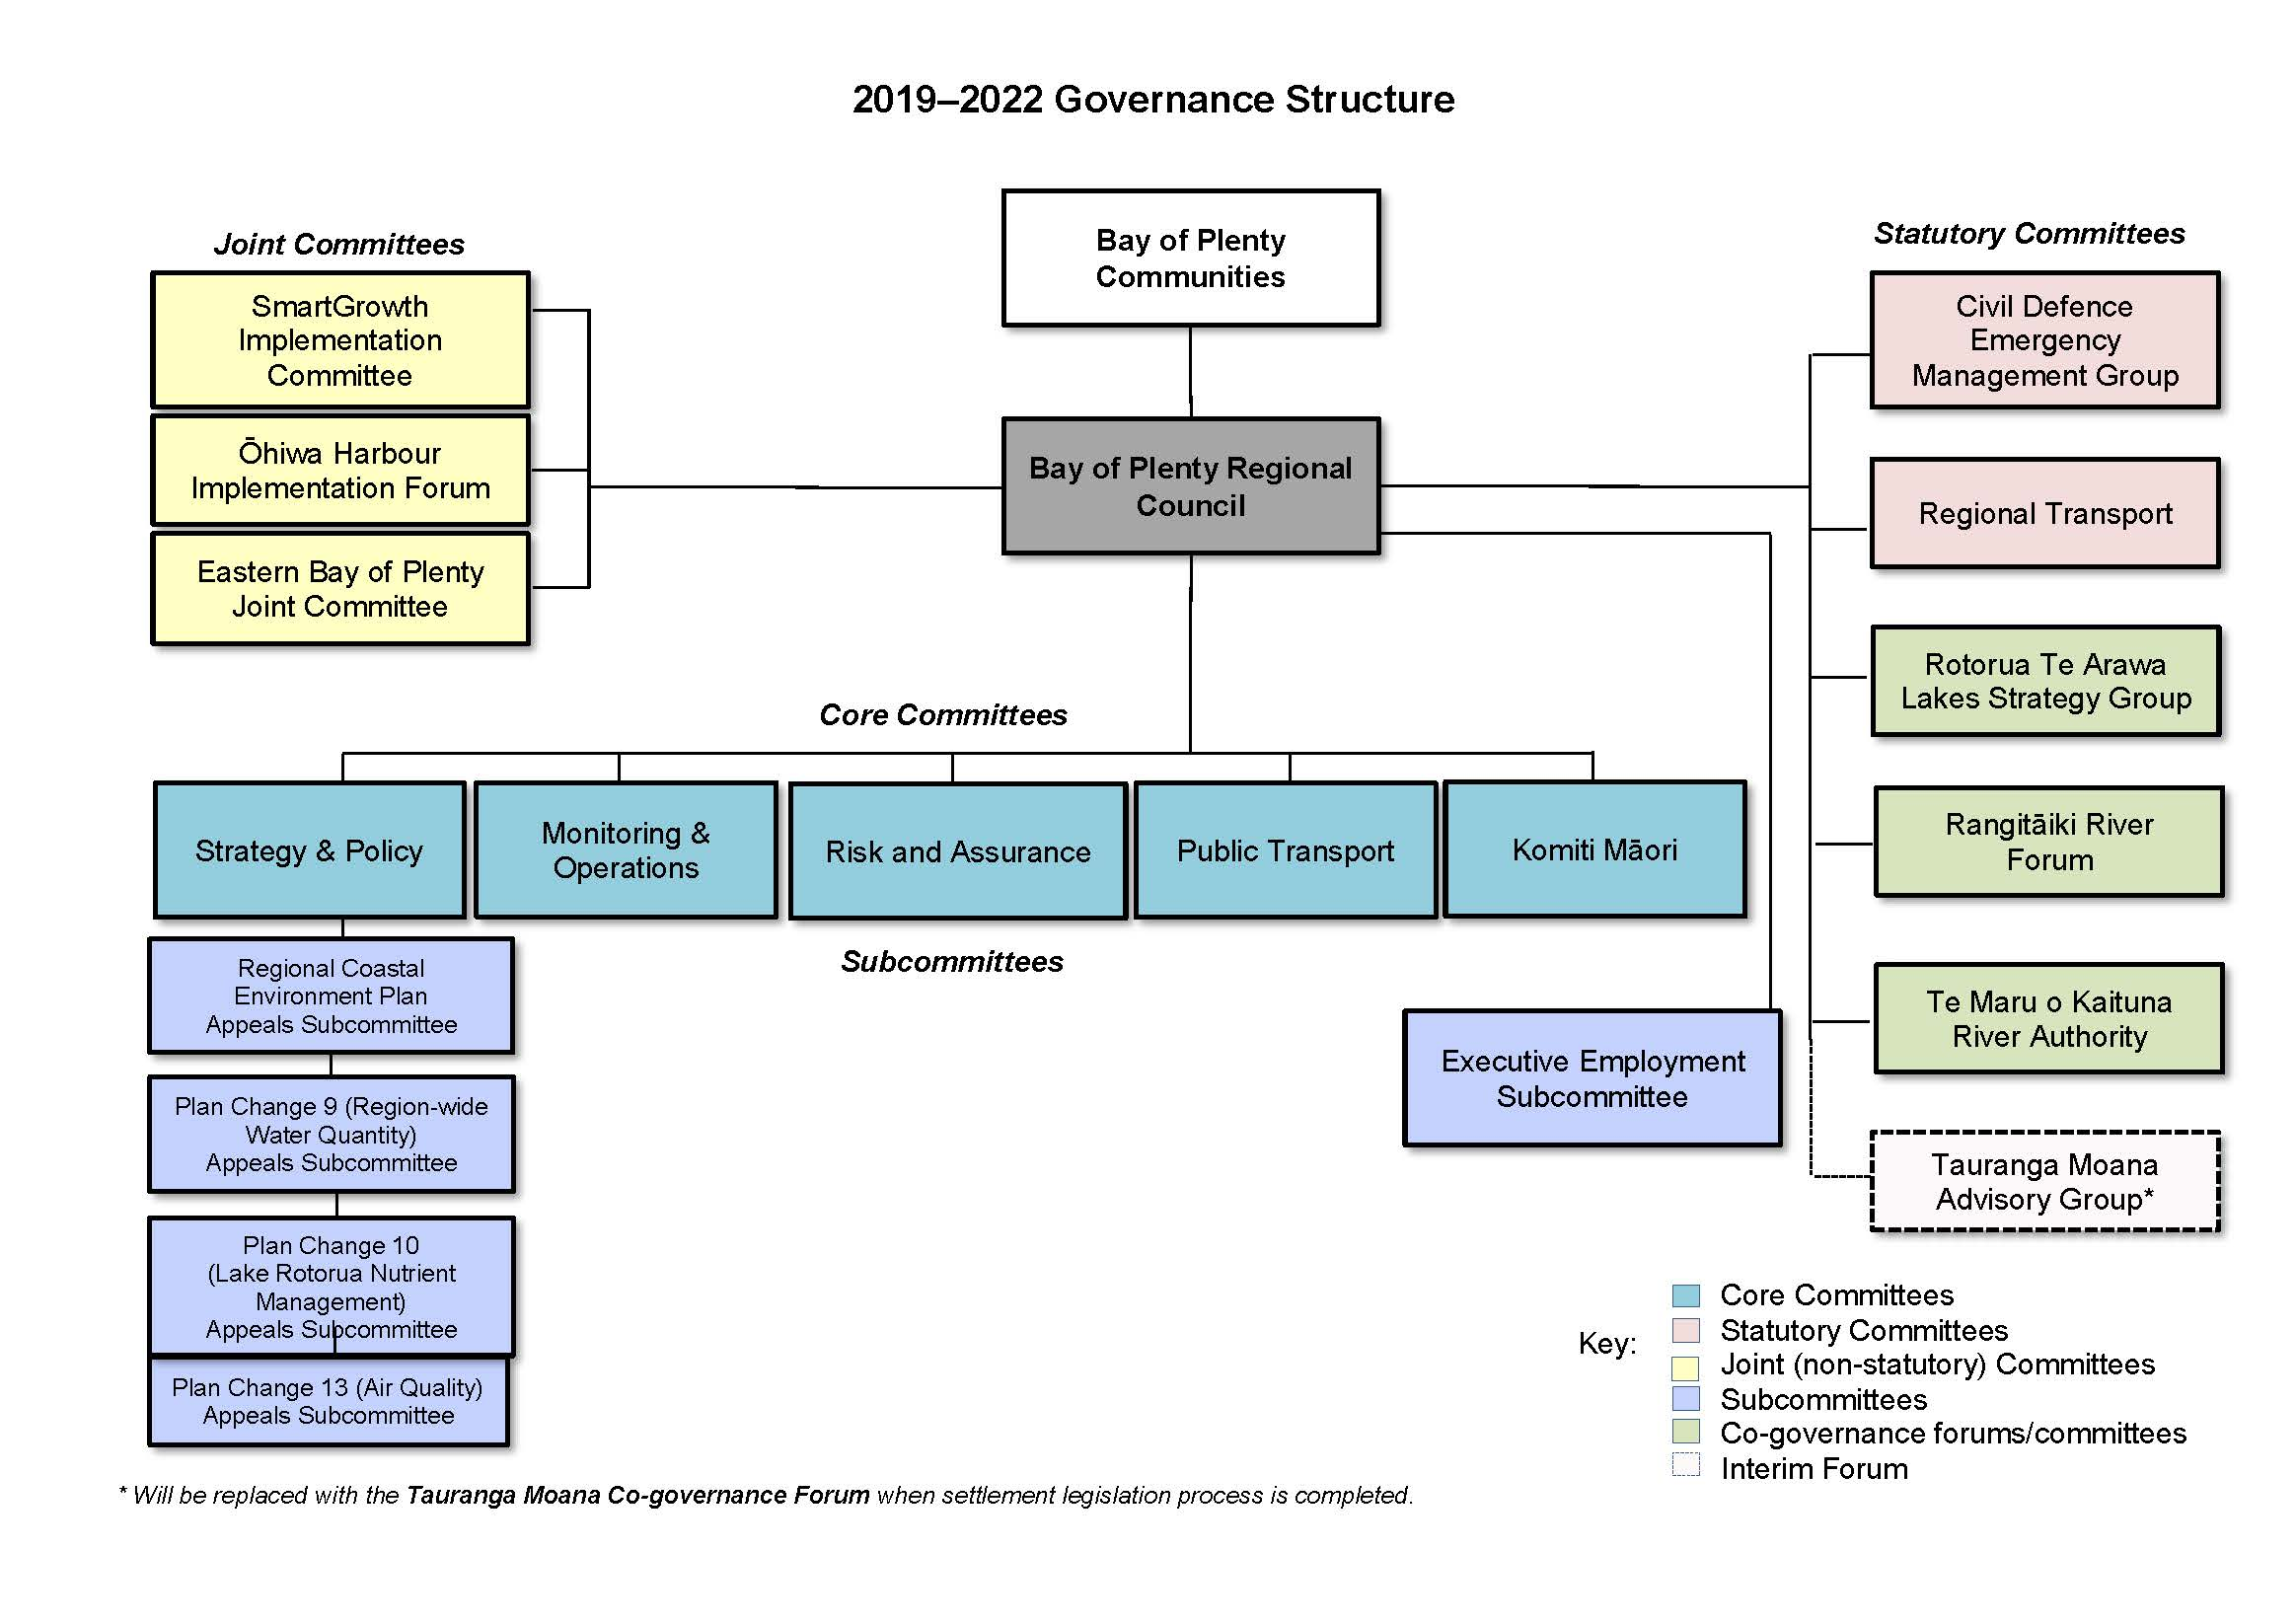 2019–2022 Governance Structure
Joint Committees
SmartGrowth
Implementation
Committee
Ōhiwa Harbour
Implementation Forum
Eastern Bay of Plenty
Joint Committee
Bay of Plenty
Communities
Bay of Plenty Regional
Council
Statutory Committees
Civil Defence
Emergency
Management Group
Regional Transport
Rotorua Te Arawa
Lakes Strategy Group
Rangitāiki River
Forum
Te Maru o Kaituna
River Authority
Tauranga Moana
Advisory Group*
Core Committees
Strategy & Policy
Monitoring &
Operations
Risk and Assurance
Public Transport
Komiti Māori
Subcommittees
Regional Coastal
Environment Plan
Appeals Subcommittee
Plan Change 9 (Region-wide
Water Quantity)
Appeals Subcommittee
Plan Change 10
(Lake Rotorua Nutrient
Management)
Appeals Subcommittee
Plan Change 13 (Air Quality)
Appeals Subcommittee
Executive Employment
Subcommittee
Key:
Core Committees
Statutory Committees
Joint (non-statutory) Committees
Subcommittees
Co-governance forums/committees
Interim Forum
* Will be replaced with the Tauranga Moana Co-governance Forum when settlement legislation process is completed.